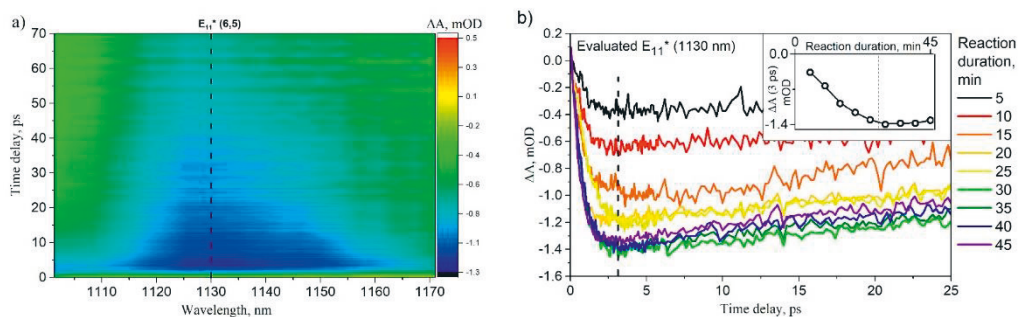 a)
E11* (6,5)
ΔA, mOD
70
60
50
40
30
20
10
0
Time delay, ps
1110 1120 1130 1140 1150 1160 1170
Wavelength, nm
0.5
0.2
-0.1
-0.4
-0.6
-0.8
-1.1
-1.3
b)
Evaluated E11* (1130 nm)
0.2
0.0
-0.2
-0.4
-0.6
-0.8
-1.0
-1.2
-1.4
-1.6
ΔA, mOD
0 5 10 15 20 25
Time delay, ps
0 45
Reaction duration, min
0.0
-1.4
ΔA (3 ps)
mOD
Reaction
duration,
min
5
10
15
20
25
30
35
40
45